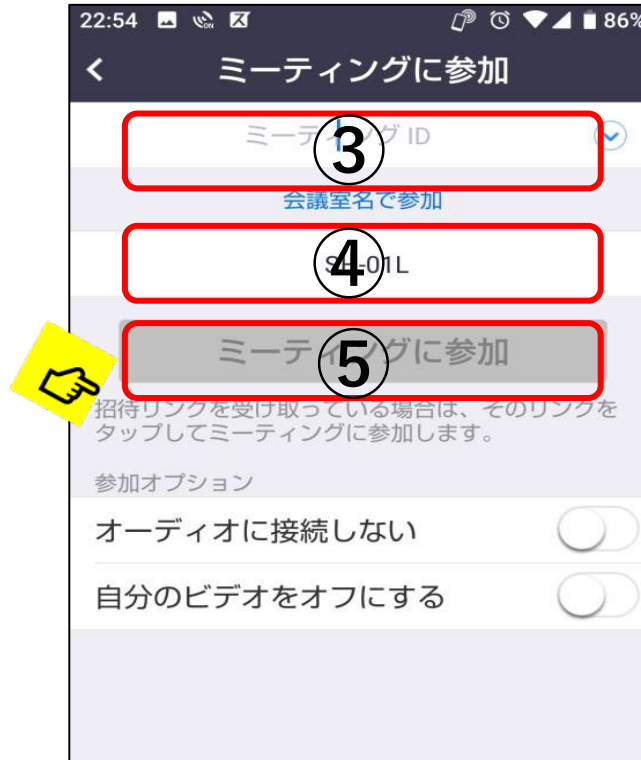 22:54 86%
ミーティングに参加
ミーティング ID
③
会議室名で参加
SH-01L
④
ミーティングに参加
⑤
招待リンクを受け取っている場合は、そのリンクを
タップしてミーティングに参加します。
参加オプション
オーディオに接続しない
自分のビデオをオフにする